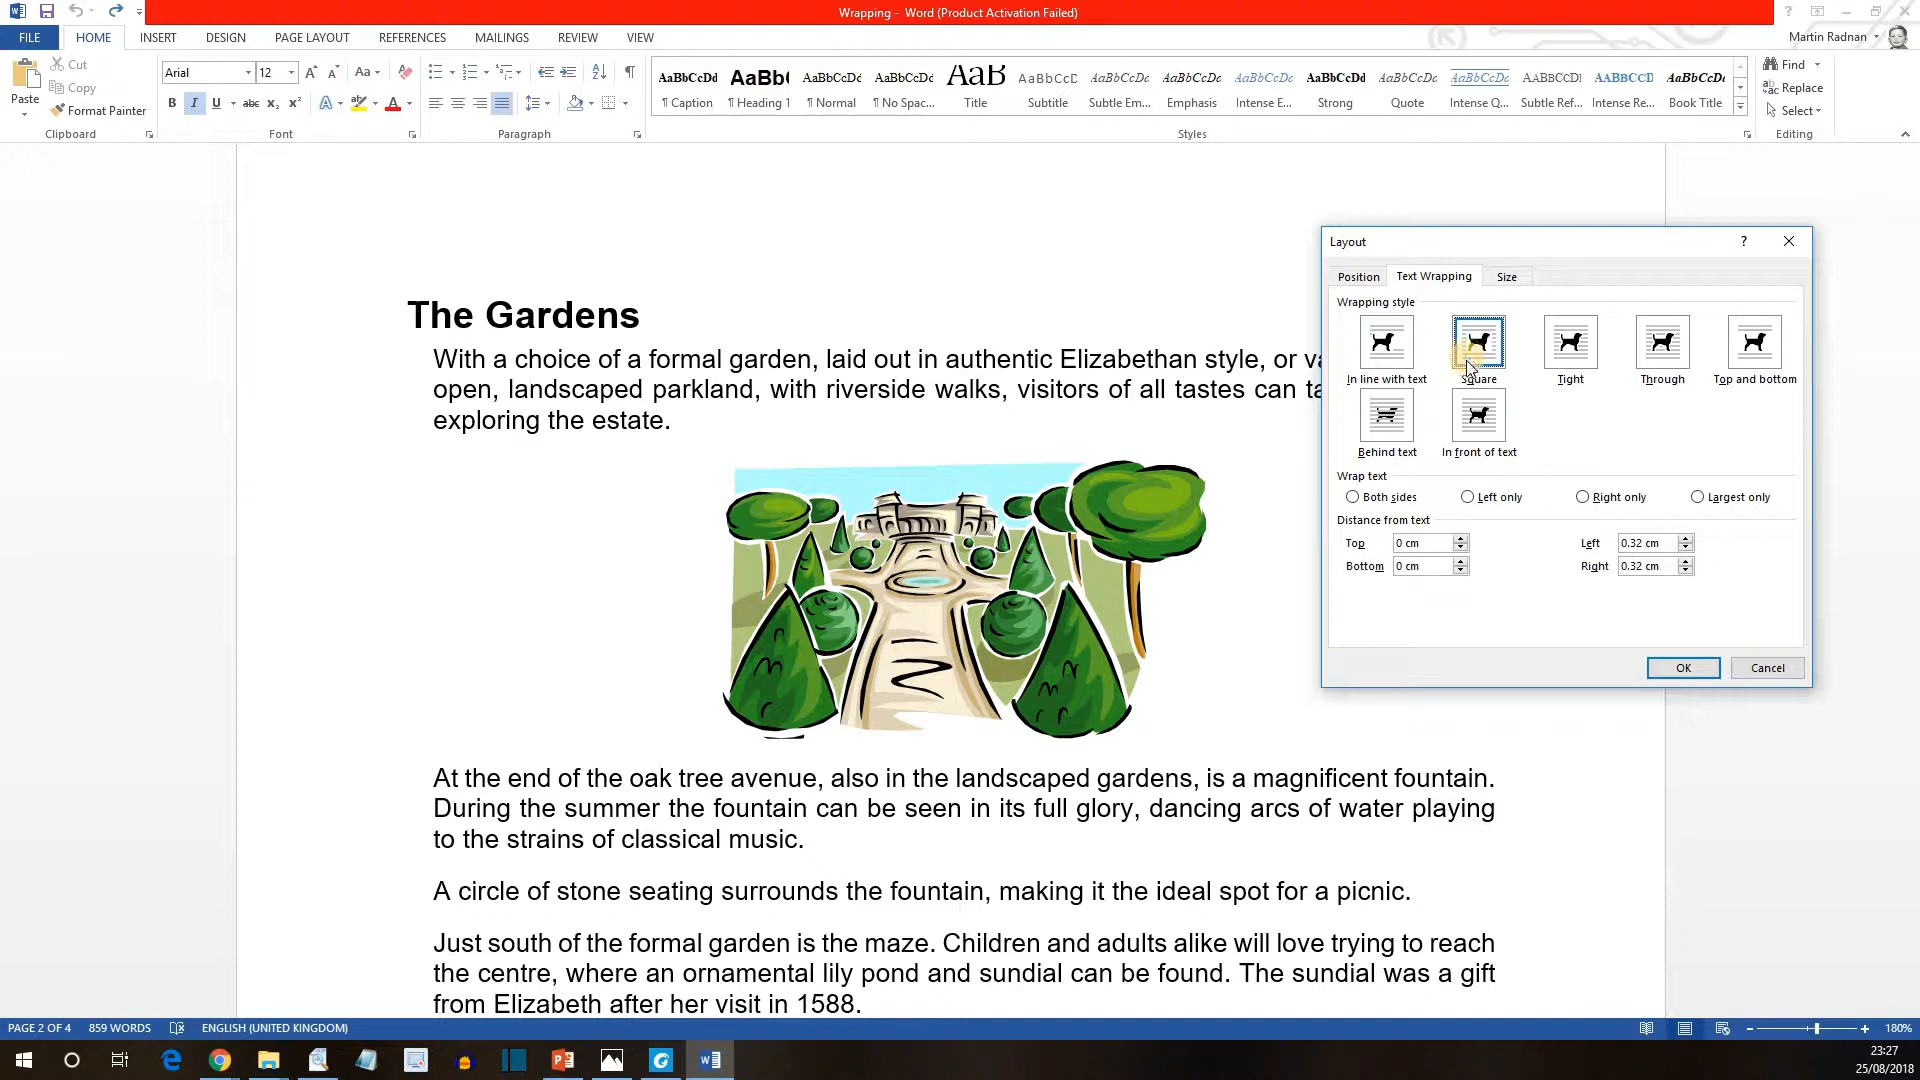 Wrapping - Word (Product Activation Failed)
FILE HOME INSERT DESIGN PAGE LAYOUT REFERENCES MAILINGS REVIEW VIEW Martin Radnan
Paste
Cut
Copy
Format Painter
Clipboard
Arial 12
Font
Paragraph
AaBbCcDd AaBb( AaBbCcDd AaBbCcDd AaB AaBbCcD AaBbCcDd AaBbCcDd AaBbCcDd AaBbCcDd AaBbCcDd AaBbCcDd AABBCCDD AABBCCD AaBbCcDd
¶ Caption ¶ Heading 1 ¶ Normal ¶ No Spac... Title Subtitle Subtle Em... Emphasis Intense E... Strong Quote Intense Q... Subtle Ref... Intense Re... Book Title
Styles
Find
Replace
Select
Editing
The Gardens
With a choice of a formal garden, laid out in authentic Elizabethan style, or va
open, landscaped parkland, with riverside walks, visitors of all tastes can ta
exploring the estate.
At the end of the oak tree avenue, also in the landscaped gardens, is a magnificent fountain.
During the summer the fountain can be seen in its full glory, dancing arcs of water playing
to the strains of classical music.
A circle of stone seating surrounds the fountain, making it the ideal spot for a picnic.
Just south of the formal garden is the maze. Children and adults alike will love trying to reach
the centre, where an ornamental lily pond and sundial can be found. The sundial was a gift
from Elizabeth after her visit in 1588.
Layout
Position Text Wrapping Size
Wrapping style
In line with text Square Tight Through Top and bottom
Behind text In front of text
Wrap text
Both sides Left only Right only Largest only
Distance from text
Top 0 cm Left 0.32 cm
Bottom 0 cm Right 0.32 cm
OK Cancel
PAGE 2 OF 4 859 WORDS ENGLISH (UNITED KINGDOM) 180%
23:27
25/08/2018